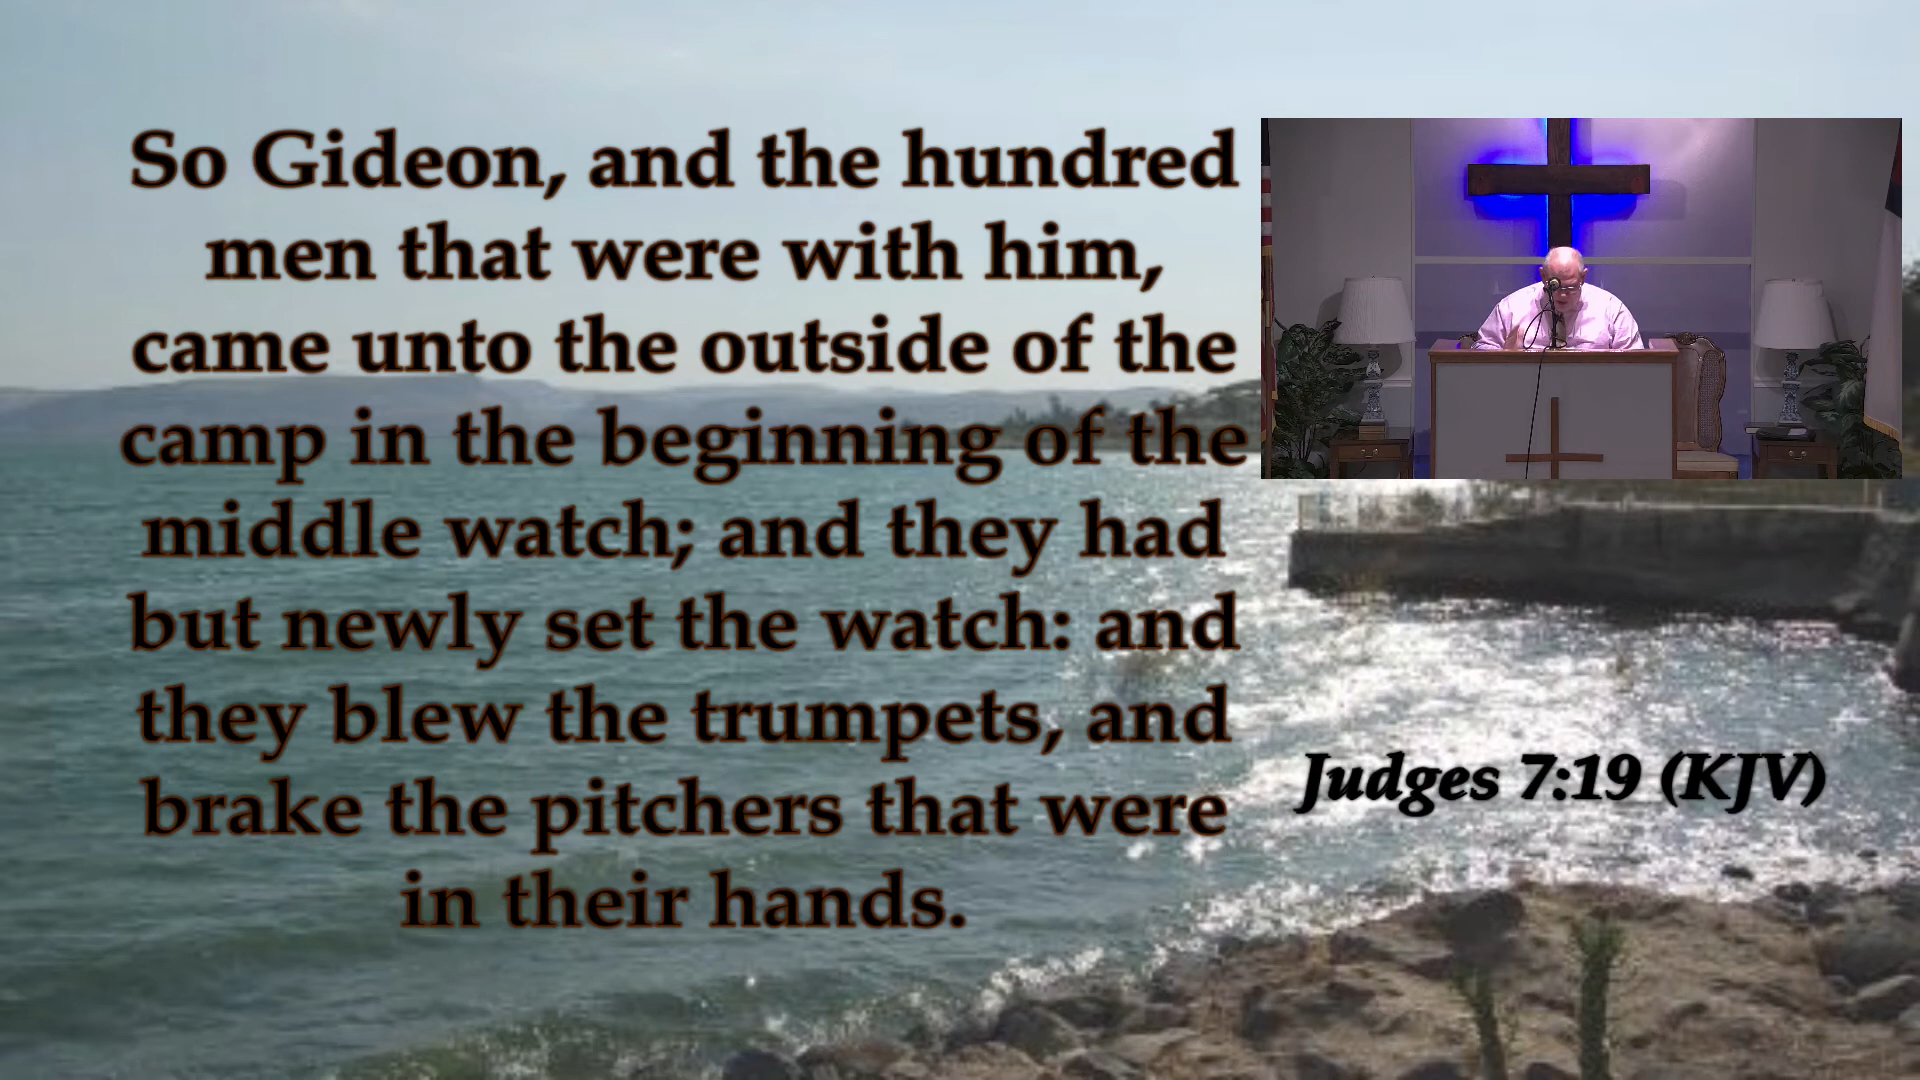 So Gideon, and the hundred
men that were with him,
came unto the outside of the
camp in the beginning of the
middle watch; and they had
but newly set the watch: and
they blew the trumpets, and
brake the pitchers that were
in their hands.
Judges 7:19 (KJV)